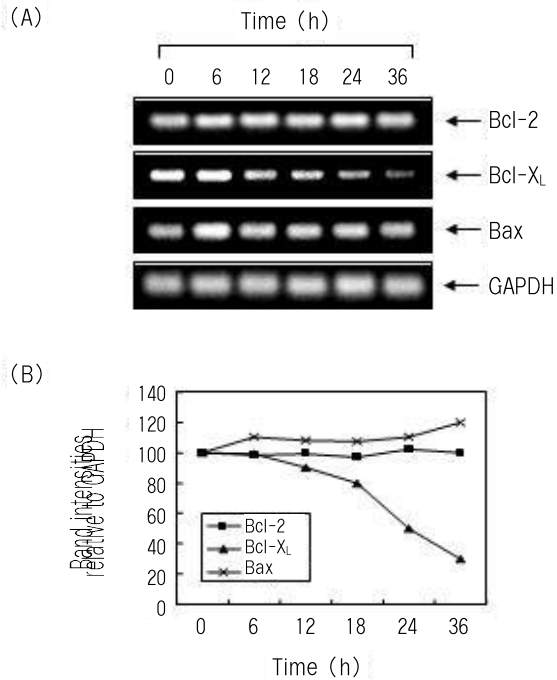 (A)
Time (h)
0 6 12 18 24 36
Bcl-2
Bcl-XL
Bax
GAPDH
(B)
140
120
100
80
60
40
20
0
Band intensities
relative to GAPDH
Bcl-2
Bcl-XL
Bax
0 6 12 18 24 36
Time (h)